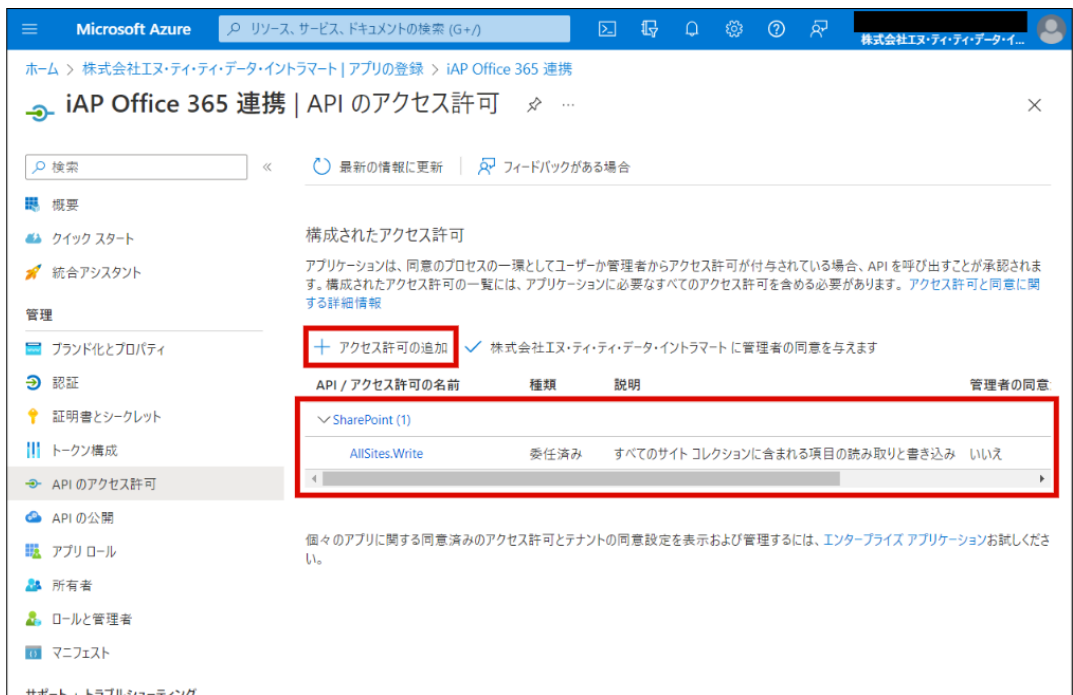 Microsoft Azure
リソース、サービス、ドキュメントの検索 (G+/)
株式会社エヌ・ティ・ティ・データ・イ...
ホーム > 株式会社エヌ・ティ・ティ・データ・イントラマート | アプリの登録 > iAP Office 365 連携
iAP Office 365 連携 | API のアクセス許可
検索
最新の情報に更新
フィードバックがある場合
概要
クイック スタート
統合アシスタント
管理
ブランド化とプロパティ
認証
証明書とシークレット
トークン構成
API のアクセス許可
API の公開
アプリ ロール
所有者
ロールと管理者
マニフェスト
サポート + トラブルシューティング
構成されたアクセス許可
アプリケーションは、同意のプロセスの一環としてユーザーか管理者からアクセス許可が付与されている場合、API を呼び出すことが承認されま
す。構成されたアクセス許可の一覧には、アプリケーションに必要なすべてのアクセス許可を含める必要があります。アクセス許可と同意に関
する詳細情報
アクセス許可の追加
株式会社エヌ・ティ・ティ・データ・イントラマート に管理者の同意を与えます
API / アクセス許可の名前 種類 説明 管理者の同意
SharePoint (1)
AllSites.Write 委任済み すべてのサイト コレクションに含まれる項目の読み取りと書き込み いいえ
個々のアプリに関する同意済みのアクセス許可とテナントの同意設定を表示および管理するには、エンタープライズ アプリケーションお試しくださ
い。